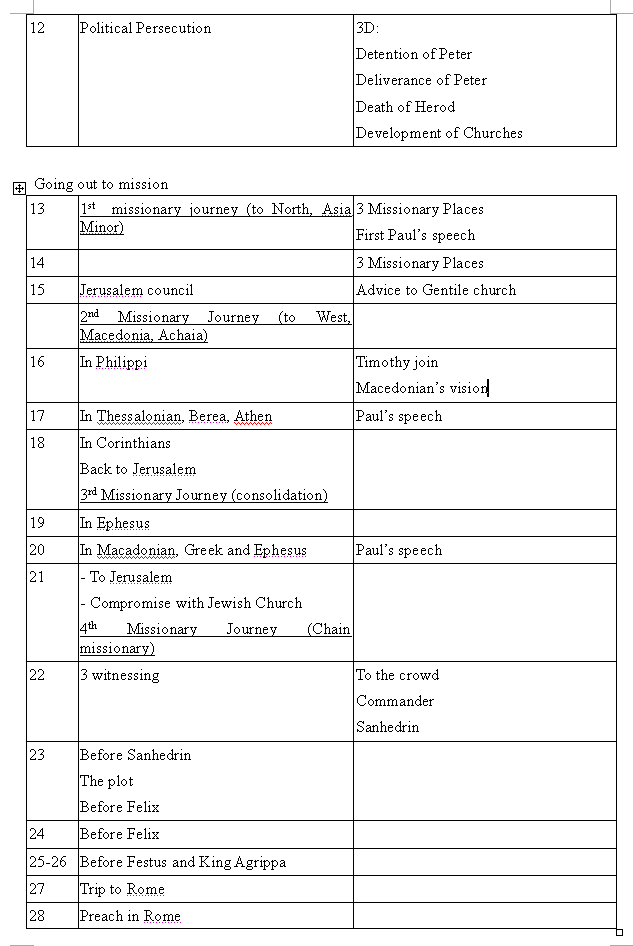 12 Political Persecution 3D:
Detention of Peter
Deliverance of Peter
Death of Herod
Development of Churches
Going out to mission
13 1st missionary journey (to North, Asia Minor) 3 Missionary Places
First Paul's speech
14 3 Missionary Places
15 Jerusalem council Advice to Gentile church
2nd Missionary Journey (to West,
Macedonia, Achaia)
16 In Philippi Timothy join
Macedonian's vision
17 In Thessalonian, Berea, Athen Paul's speech
18 In Corinthians
Back to Jerusalem
3rd Missionary Journey (consolidation)
19 In Ephesus
20 In Macadonian, Greek and Ephesus Paul's speech
21 - To Jerusalem
- Compromise with Jewish Church
4th Missionary Journey (Chain
missionary)
22 3 witnessing To the crowd
Commander
Sanhedrin
23 Before Sanhedrin
The plot
Before Felix
24 Before Felix
25-26 Before Festus and King Agrippa
27 Trip to Rome
28 Preach in Rome